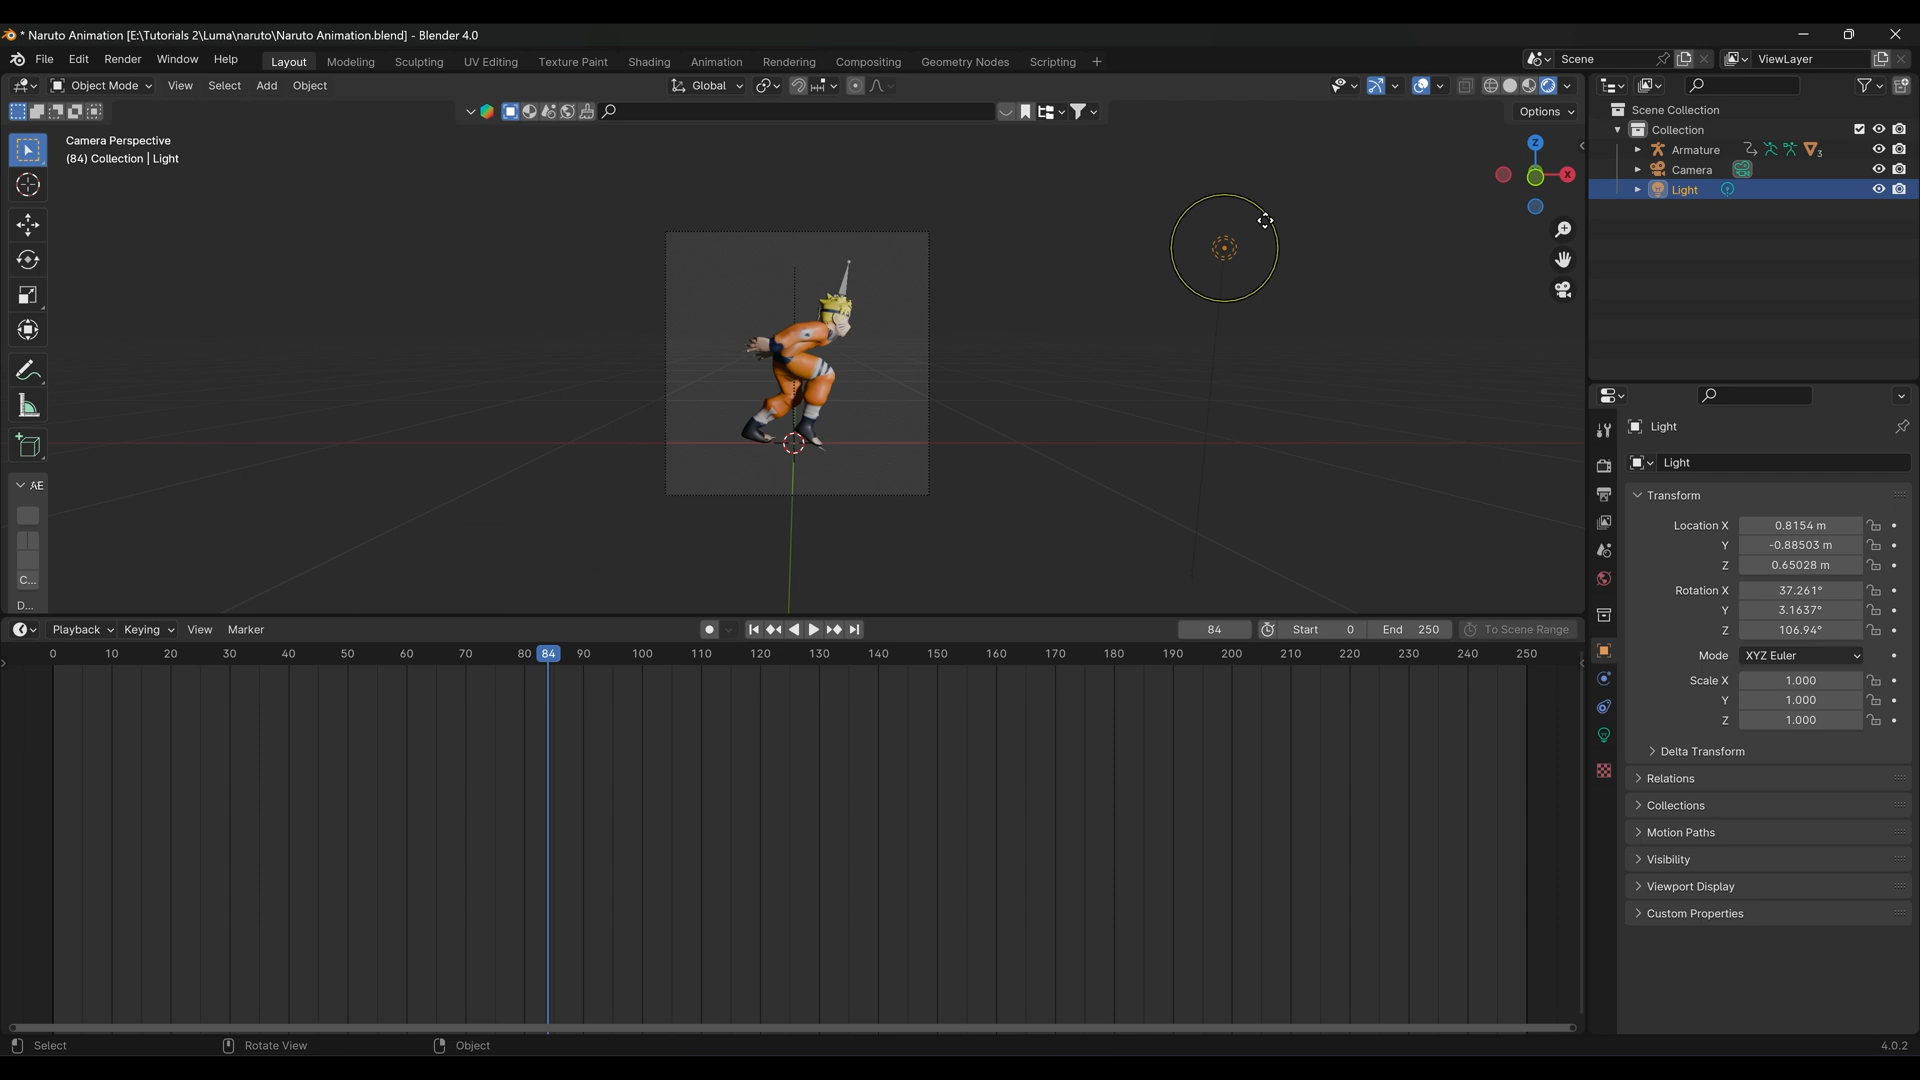 * Naruto Animation [E:\Tutorials 2\Luma\naruto\Naruto Animation.blend] - Blender 4.0
File Edit Render Window Help Layout Modeling Sculpting UV Editing Texture Paint Shading Animation Rendering Compositing Geometry Nodes Scripting + Scene ViewLayer
Object Mode View Select Add Object Global
Options
Camera Perspective
(84) Collection | Light
Z
X
AE
C...
D...
Scene Collection
Collection
Armature 3
Camera
Light
Light
Light
Transform
Location X 0.8154 m
Y -0.88503 m
Z 0.65028 m
Rotation X 37.261°
Y 3.1637°
Z 106.94°
Mode XYZ Euler
Scale X 1.000
Y 1.000
Z 1.000
Delta Transform
Relations
Collections
Motion Paths
Visibility
Viewport Display
Custom Properties
Playback Keying View Marker 84 Start 0 End 250 To Scene Range
0 10 20 30 40 50 60 70 80 84 90 100 110 120 130 140 150 160 170 180 190 200 210 220 230 240 250
Select Rotate View Object 4.0.2